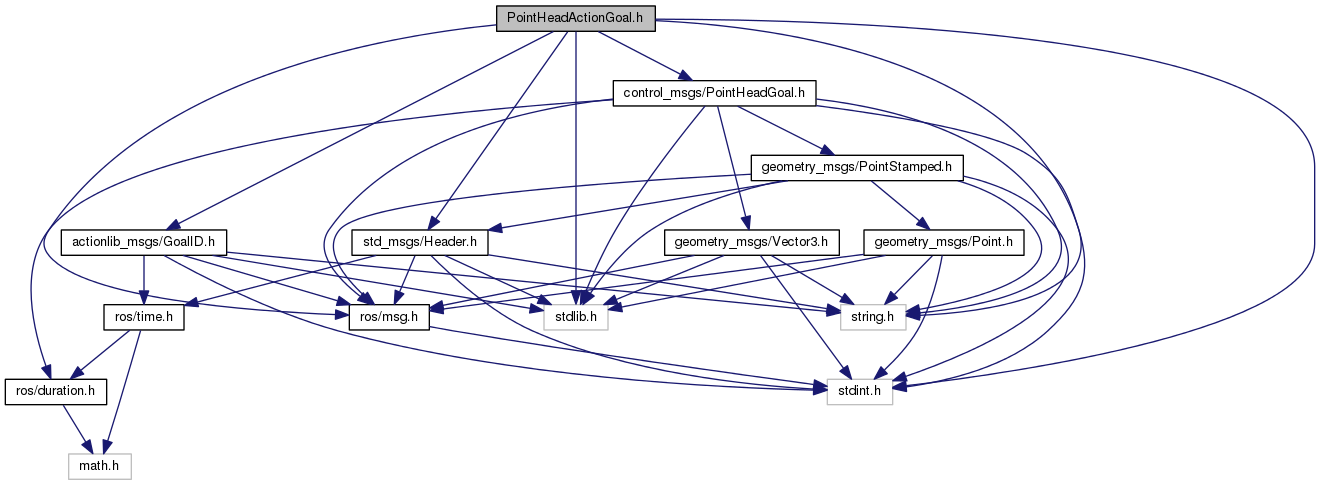 PointHeadActionGoal.h
control_msgs/PointHeadGoal.h
geometry_msgs/PointStamped.h
actionlib_msgs/GoalID.h
std_msgs/Header.h
geometry_msgs/Vector3.h
geometry_msgs/Point.h
ros/time.h
ros/msg.h
stdlib.h
string.h
ros/duration.h
stdint.h
math.h